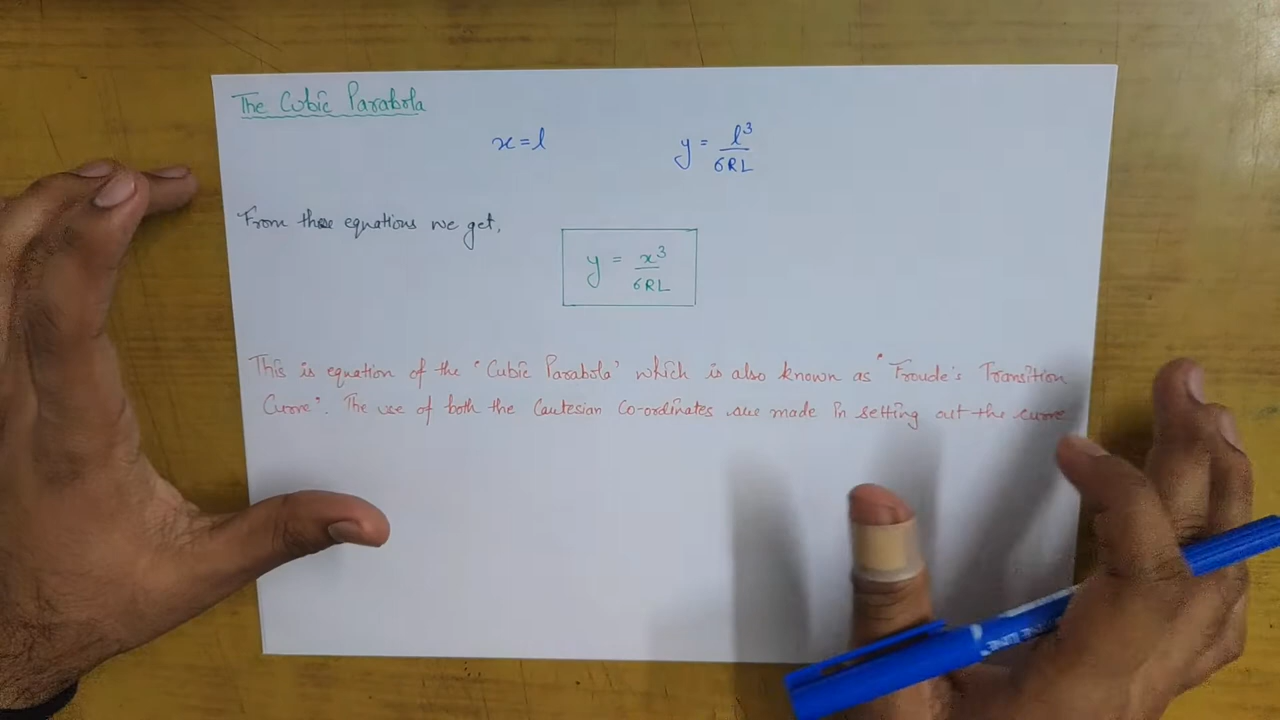 The Cubic Parabola
x = l y = l³/6RL
From these equations we get,
y = x³/6RL
This is equation of the 'Cubic Parabola' which is also known as 'Froude's Transition
Curve'. The use of both the Cartesian Co-ordinates are made in setting out the curve